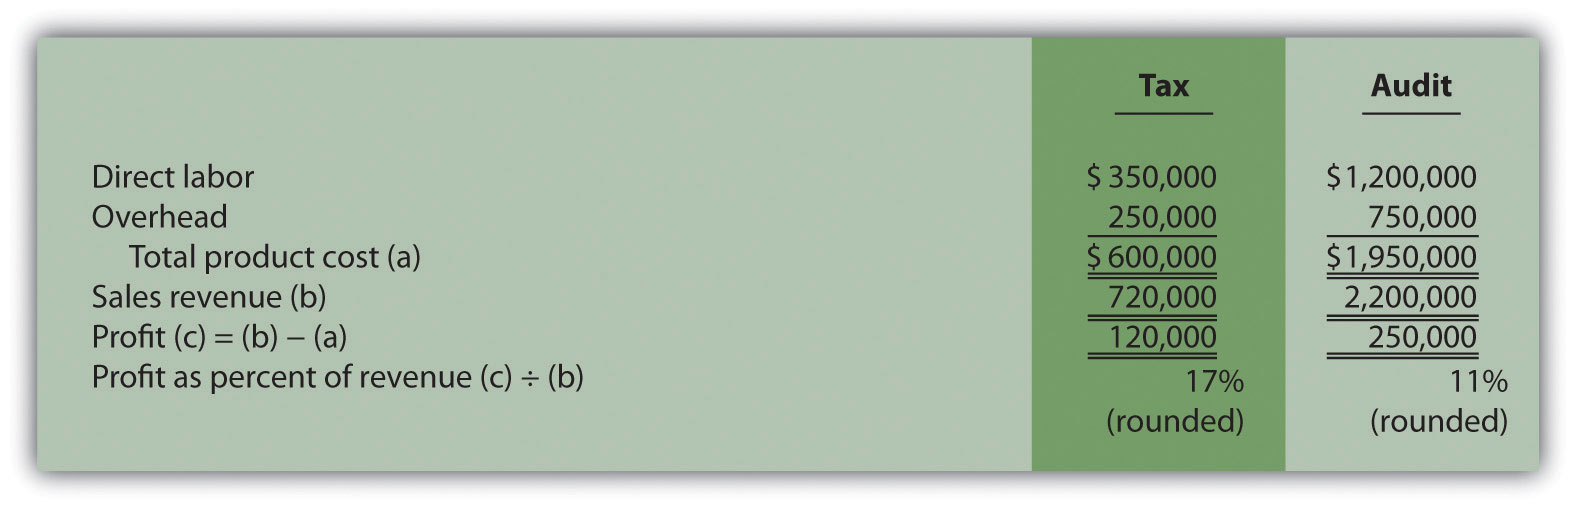 Tax Audit
Direct labor $ 350,000 $1,200,000
Overhead 250,000 750,000
Total product cost (a) $ 600,000 $1,950,000
Sales revenue (b) 720,000 2,200,000
Profit (c) = (b) − (a) 120,000 250,000
Profit as percent of revenue (c) ÷ (b) 17% 11%
(rounded) (rounded)